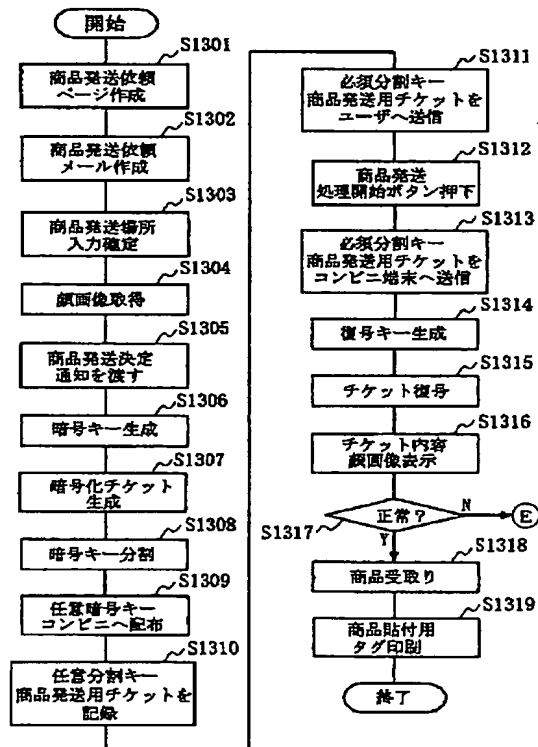 開始
S1301
商品発送依頼
ページ作成
S1302
商品発送依頼
メール作成
S1303
商品発送場所
入力確定
S1304
顔画像取得
S1305
商品発送決定
通知を渡す
S1306
暗号キー生成
S1307
暗号化チケット
生成
S1308
暗号キー分割
S1309
任意暗号キー
コンビニへ配布
S1310
任意分割キー
商品発送用チケットを
記録
S1311
必須分割キー
商品発送用チケットを
ユーザへ送信
S1312
商品発送
処理開始ボタン押下
S1313
必須分割キー
商品発送用チケットを
コンビニ端末へ送信
S1314
復号キー生成
S1315
チケット復号
S1316
チケット内容
顔画像表示
S1317
正常?
N
E
Y
S1318
商品受取り
S1319
商品貼付用
タグ印刷
終了